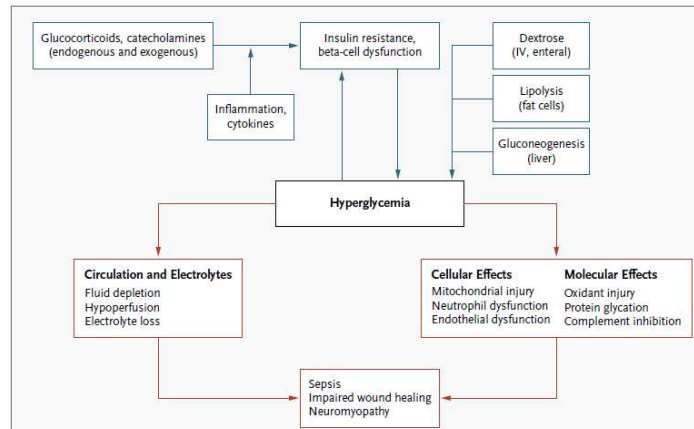 Glucocorticoids, catecholamines
(endogenous and exogenous)
Insulin resistance,
beta-cell dysfunction
Dextrose
(IV, enteral)
Inflammation,
cytokines
Lipolysis
(fat cells)
Gluconeogenesis
(liver)
Hyperglycemia
Circulation and Electrolytes
Fluid depletion
Hypoperfusion
Electrolyte loss
Cellular Effects
Mitochondrial injury
Neutrophil dysfunction
Endothelial dysfunction
Molecular Effects
Oxidant injury
Protein glycation
Complement inhibition
Sepsis
Impaired wound healing
Neuromyopathy